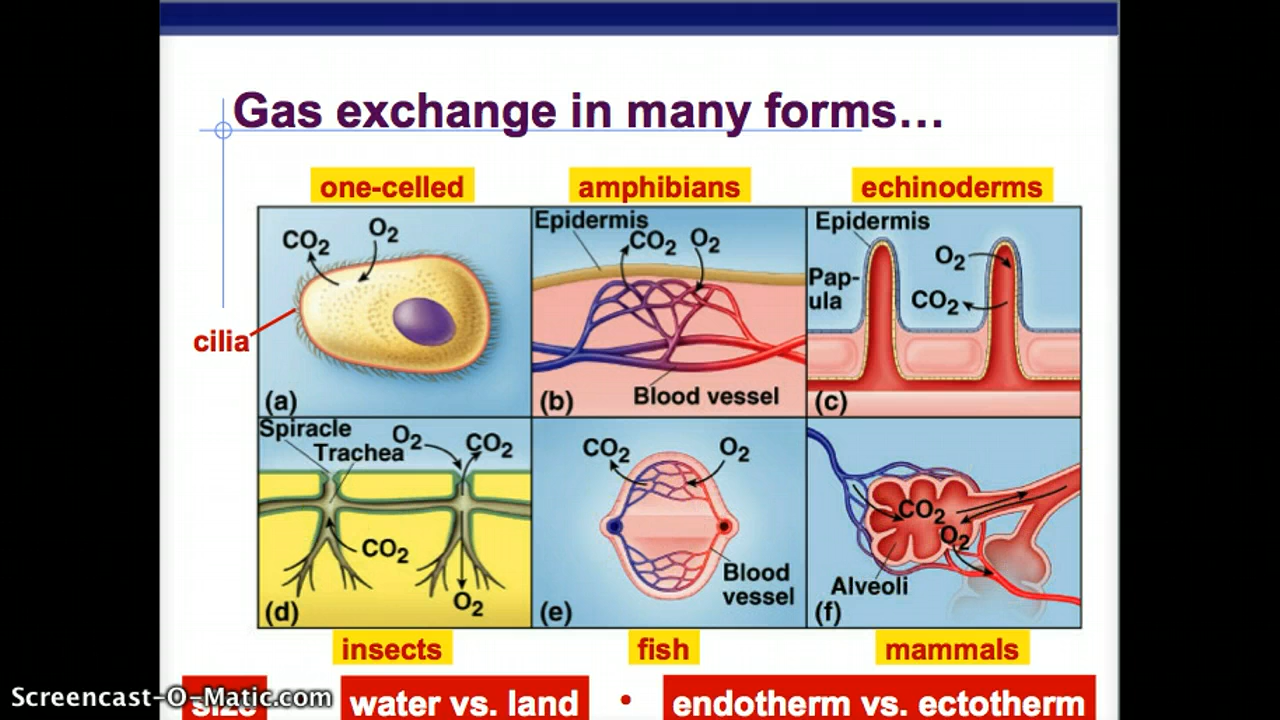 Gas exchange in many forms…
one-celled
amphibians
echinoderms
CO2
O2
cilia
(a)
Epidermis
CO2
O2
Blood vessel
(b)
Epidermis
Pap-
ula
O2
CO2
(c)
Spiracle
Trachea
O2
CO2
CO2
O2
(d)
CO2
O2
Blood
vessel
(e)
CO2
O2
Alveoli
(f)
insects
fish
mammals
size
water vs. land
•
endotherm vs. ectotherm
Screencast-O-Matic.com